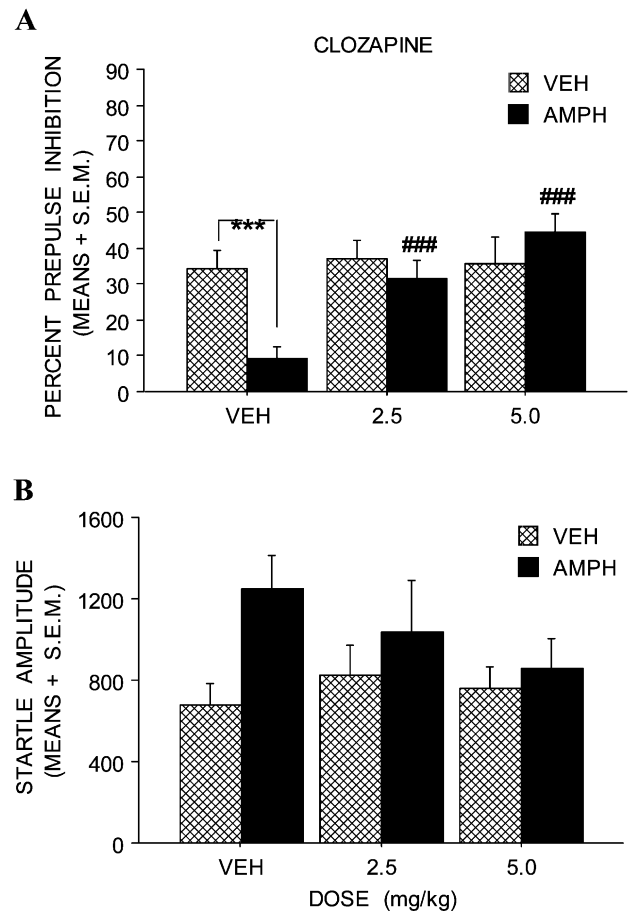 A
CLOZAPINE
PERCENT PREPULSE INHIBITION
(MEANS + S.E.M.)
90
80
70
60
50
40
30
20
10
0
VEH
AMPH
***
###
###
VEH
2.5
5.0
B
STARTLE AMPLITUDE
(MEANS + S.E.M.)
1600
1200
800
400
0
VEH
AMPH
VEH
2.5
5.0
DOSE (mg/kg)